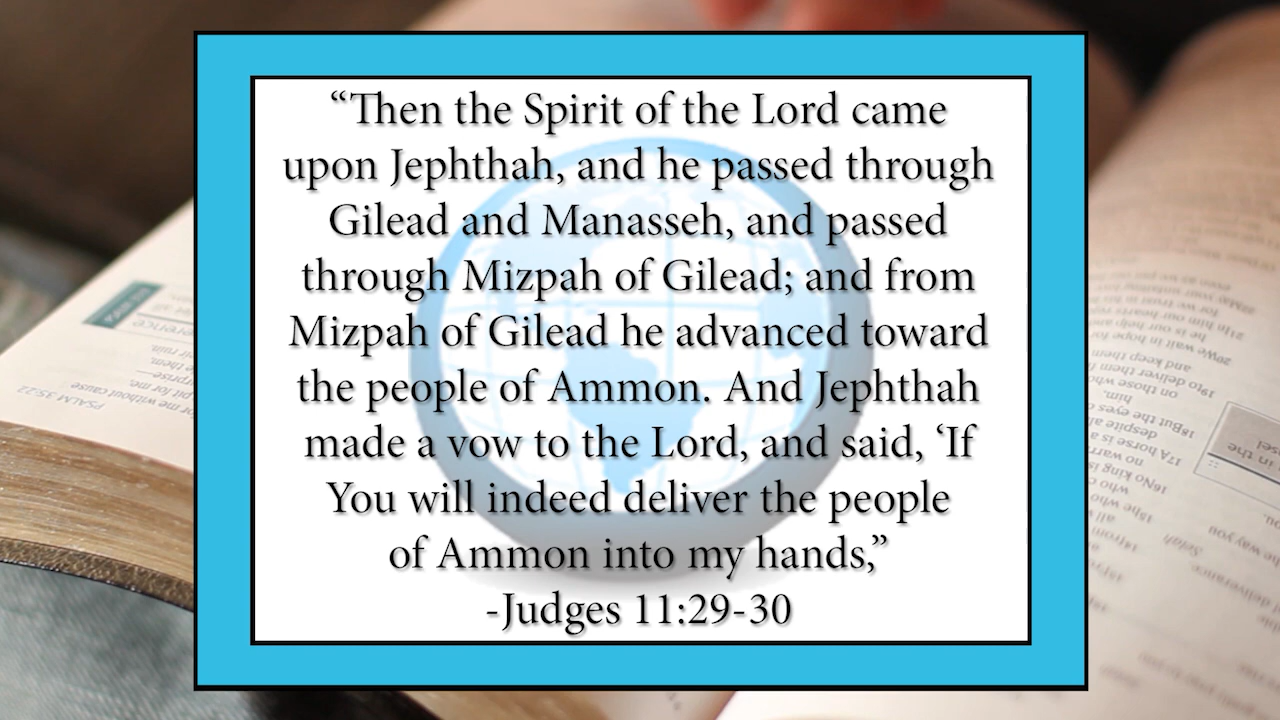 “Then the Spirit of the Lord came
upon Jephthah, and he passed through
Gilead and Manasseh, and passed
through Mizpah of Gilead; and from
Mizpah of Gilead he advanced toward
the people of Ammon. And Jephthah
made a vow to the Lord, and said, ‘If
You will indeed deliver the people
of Ammon into my hands,”
-Judges 11:29-30
PSALM 35:22